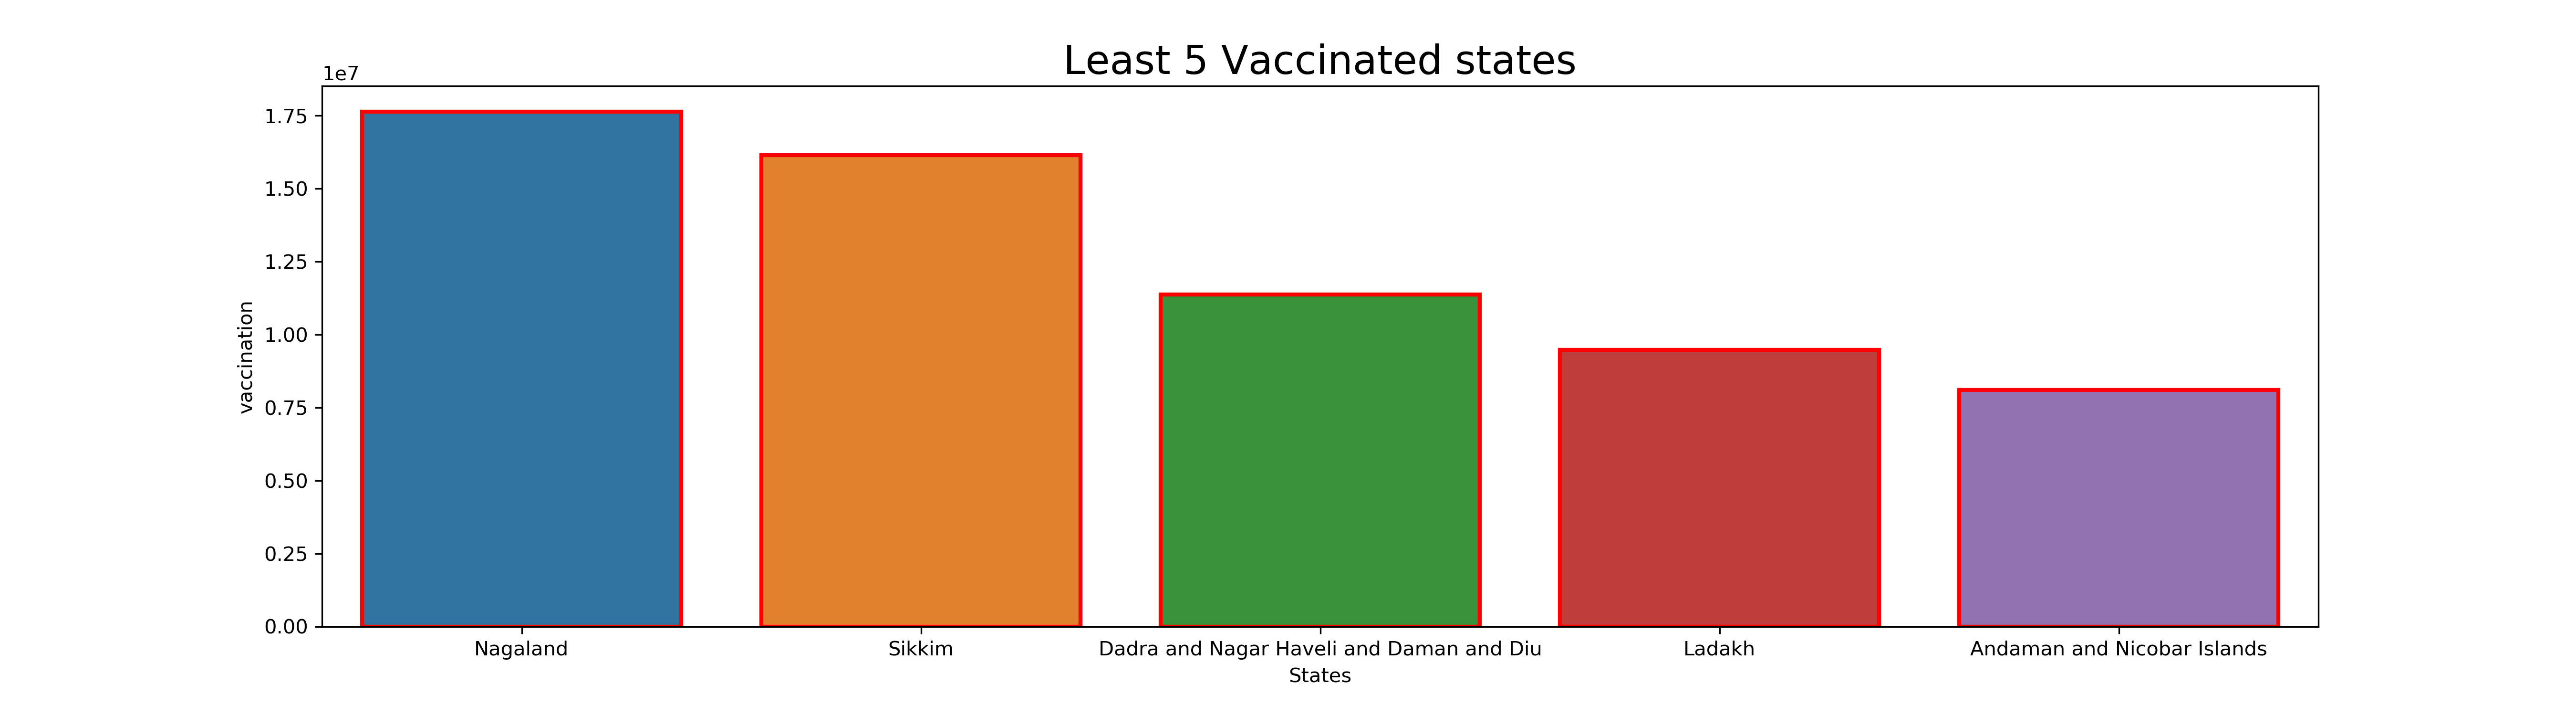 Least 5 Vaccinated states
1e7
1.75
1.50
1.25
1.00
0.75
0.50
0.25
0.00
vaccination
Nagaland Sikkim Dadra and Nagar Haveli and Daman and Diu Ladakh Andaman and Nicobar Islands
States